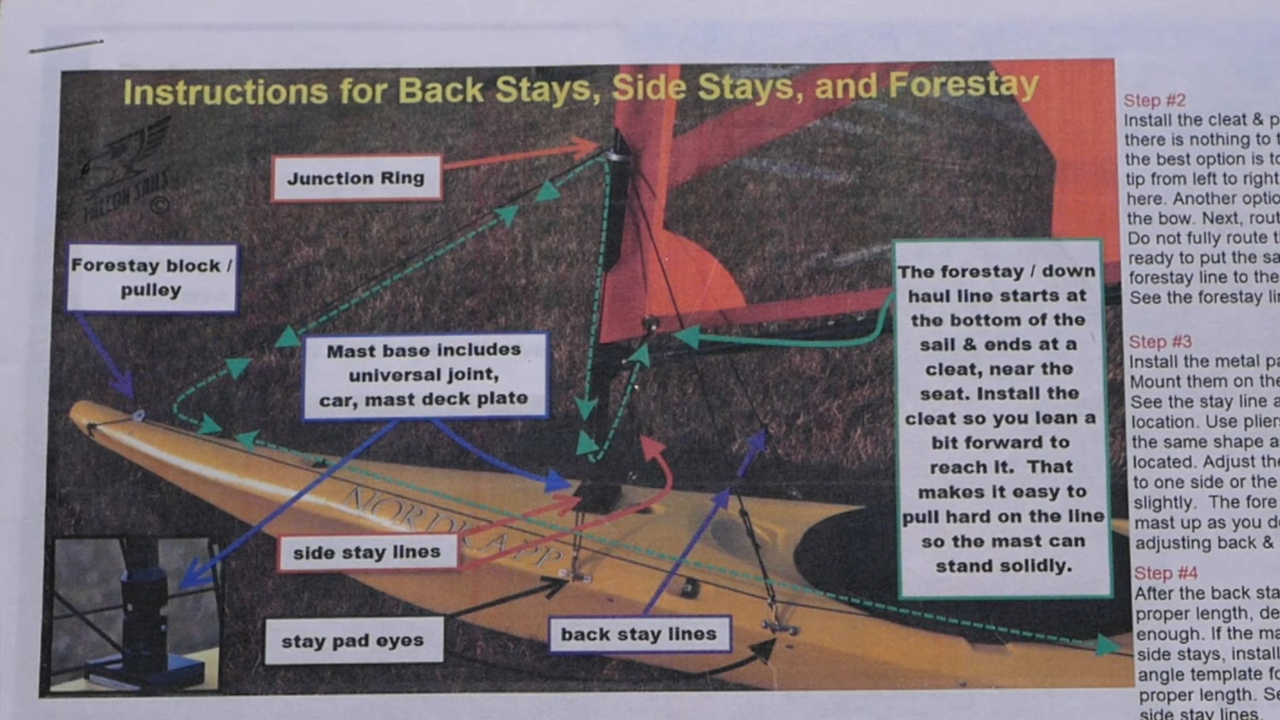 Instructions for Back Stays, Side Stays, and Forestay
FALCON SAILS
©
Junction Ring
Forestay block /
pulley
Mast base includes
universal joint,
car, mast deck plate
The forestay / down
haul line starts at
the bottom of the
sail & ends at a
cleat, near the
seat. Install the
cleat so you lean a
bit forward to
reach it. That
makes it easy to
pull hard on the line
so the mast can
stand solidly.
NORDKAPP
side stay lines
stay pad eyes
back stay lines
Step #2
Install the cleat & p
there is nothing to
the best option is to
tip from left to right
here. Another optio
the bow. Next, rout
Do not fully route t
ready to put the sa
forestay line to the
See the forestay li
Step #3
Install the metal pa
Mount them on the
See the stay line a
location. Use pliers
the same shape a
located. Adjust the
to one side or the
slightly. The fore
mast up as you d
adjusting back &
Step #4
After the back sta
proper length, de
enough. If the ma
side stays, install
angle template fo
proper length. Se
side stay lines.